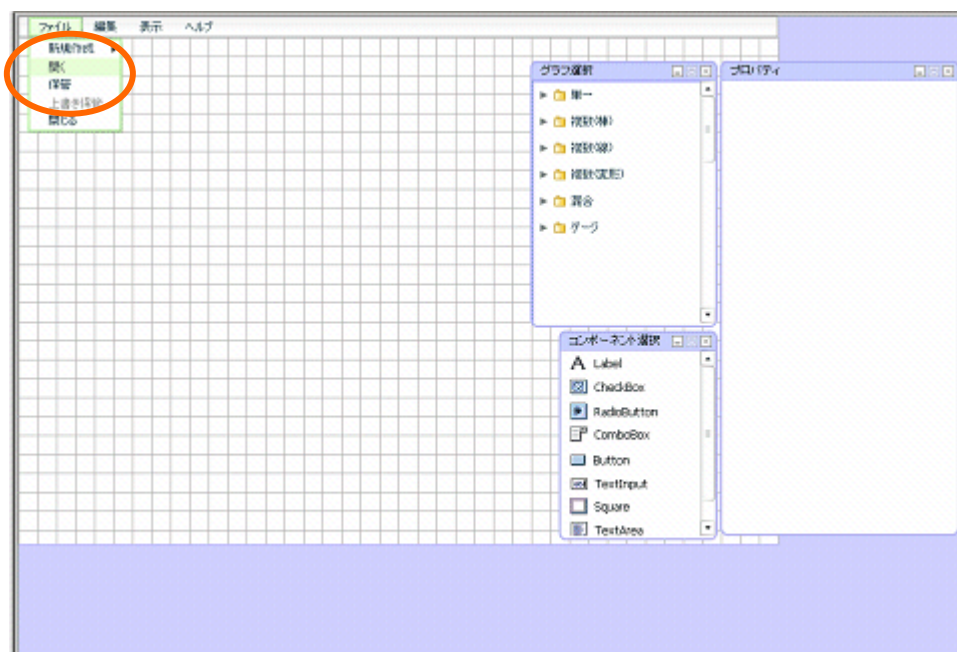 ファイル 編集 表示 ヘルプ
新規作成
開く
保管
上書き保管
閉じる
グラフ選択
単一
複数(棒)
複数(線)
複数(変形)
混合
ゲージ
プロパティ
コンポーネント選択
Label
CheckBox
RadioButton
ComboBox
Button
TextInput
Square
TextArea